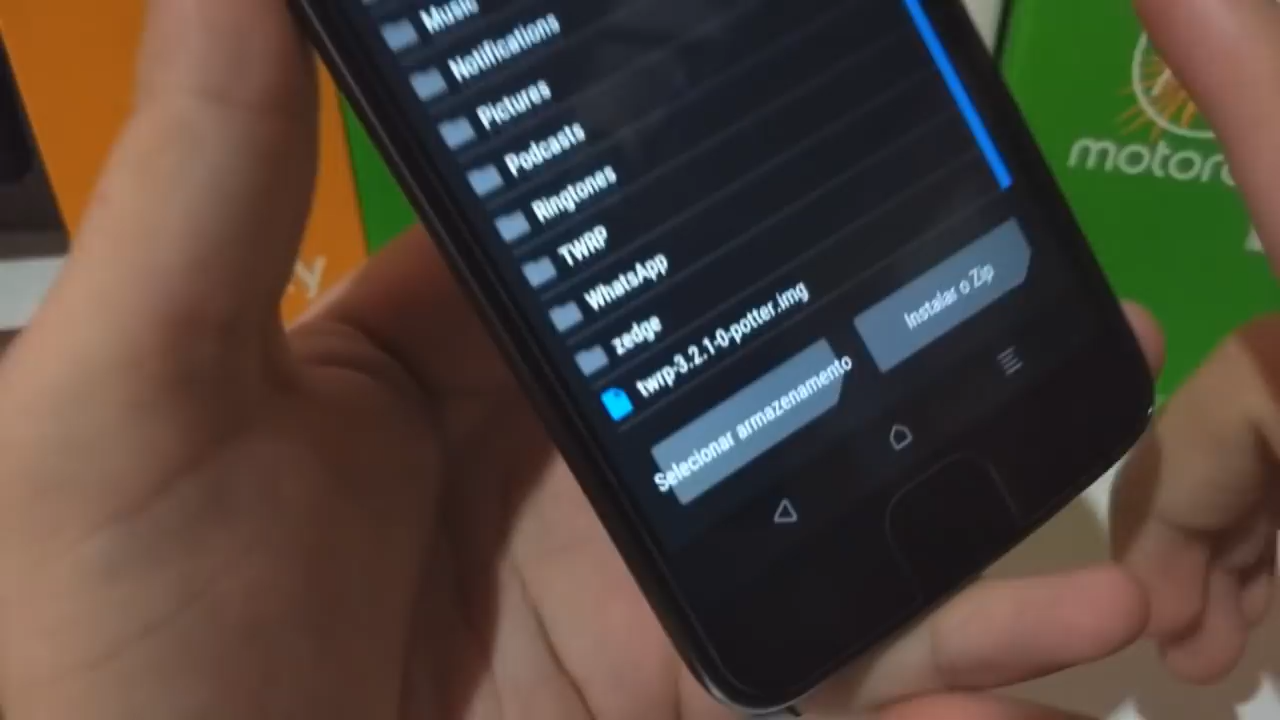 Music
Notifications
Pictures
Podcasts
Ringtones
TWRP
WhatsApp
zedge
twrp-3.2.1-0-potter.img
Selecionar armazenamento
Instalar o Zip